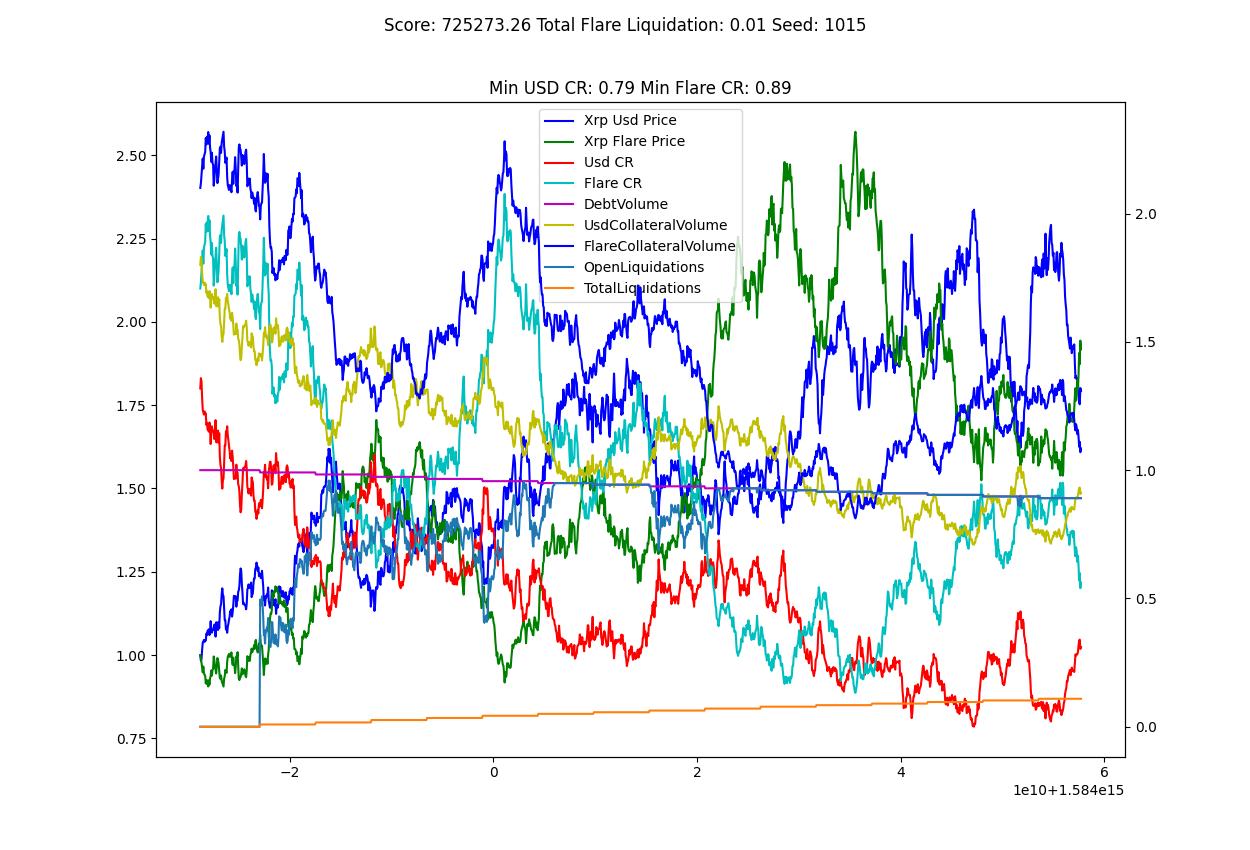 Score: 725273.26 Total Flare Liquidation: 0.01 Seed: 1015
Min USD CR: 0.79 Min Flare CR: 0.89
Xrp Usd Price
Xrp Flare Price
Usd CR
Flare CR
DebtVolume
UsdCollateralVolume
FlareCollateralVolume
OpenLiquidations
TotalLiquidations
2.50
2.25
2.00
1.75
1.50
1.25
1.00
0.75
2.0
1.5
1.0
0.5
0.0
−2 0 2 4 6
1e10+1.584e15